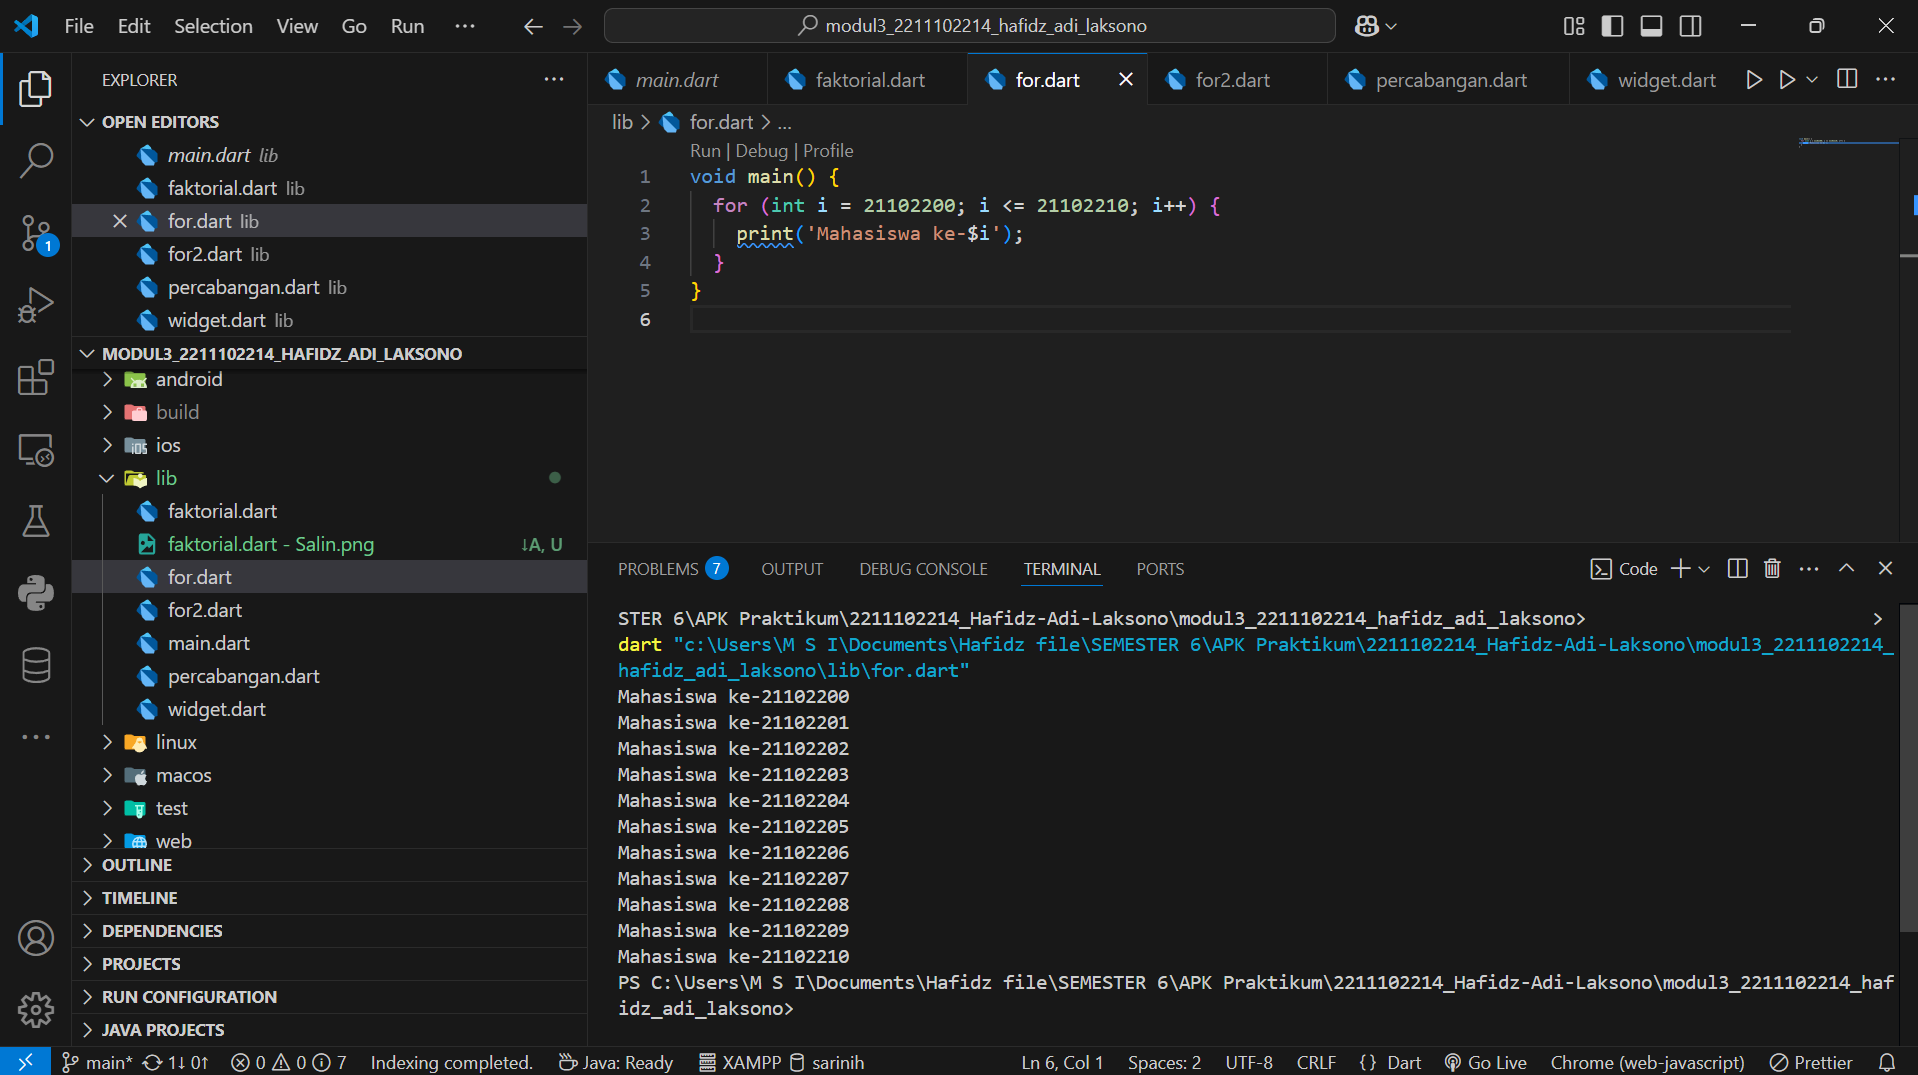 File Edit Selection View Go Run ...
modul3_2211102214_hafidz_adi_laksono
EXPLORER
OPEN EDITORS
main.dart lib
faktorial.dart lib
for.dart lib
for2.dart lib
percabangan.dart lib
widget.dart lib
MODUL3_2211102214_HAFIDZ_ADI_LAKSONO
android
build
ios
lib
faktorial.dart
faktorial.dart - Salin.png ↓A, U
for.dart
for2.dart
main.dart
percabangan.dart
widget.dart
linux
macos
test
web
OUTLINE
TIMELINE
DEPENDENCIES
PROJECTS
RUN CONFIGURATION
JAVA PROJECTS
1
main.dart faktorial.dart for.dart for2.dart percabangan.dart widget.dart
lib > for.dart > ...
Run | Debug | Profile
1 void main() {
2 for (int i = 21102200; i <= 21102210; i++) {
3 print('Mahasiswa ke-$i');
4 }
5 }
6
PROBLEMS 7 OUTPUT DEBUG CONSOLE TERMINAL PORTS Code
STER 6\APK Praktikum\2211102214_Hafidz-Adi-Laksono\modul3_2211102214_hafidz_adi_laksono>
dart "c:\Users\M S I\Documents\Hafidz file\SEMESTER 6\APK Praktikum\2211102214_Hafidz-Adi-Laksono\modul3_2211102214_
hafidz_adi_laksono\lib\for.dart"
Mahasiswa ke-21102200
Mahasiswa ke-21102201
Mahasiswa ke-21102202
Mahasiswa ke-21102203
Mahasiswa ke-21102204
Mahasiswa ke-21102205
Mahasiswa ke-21102206
Mahasiswa ke-21102207
Mahasiswa ke-21102208
Mahasiswa ke-21102209
Mahasiswa ke-21102210
PS C:\Users\M S I\Documents\Hafidz file\SEMESTER 6\APK Praktikum\2211102214_Hafidz-Adi-Laksono\modul3_2211102214_haf
idz_adi_laksono>
main* 1↓ 0↑ 0 0 7 Indexing completed. Java: Ready XAMPP sarinih Ln 6, Col 1 Spaces: 2 UTF-8 CRLF {} Dart Go Live Chrome (web-javascript) Prettier